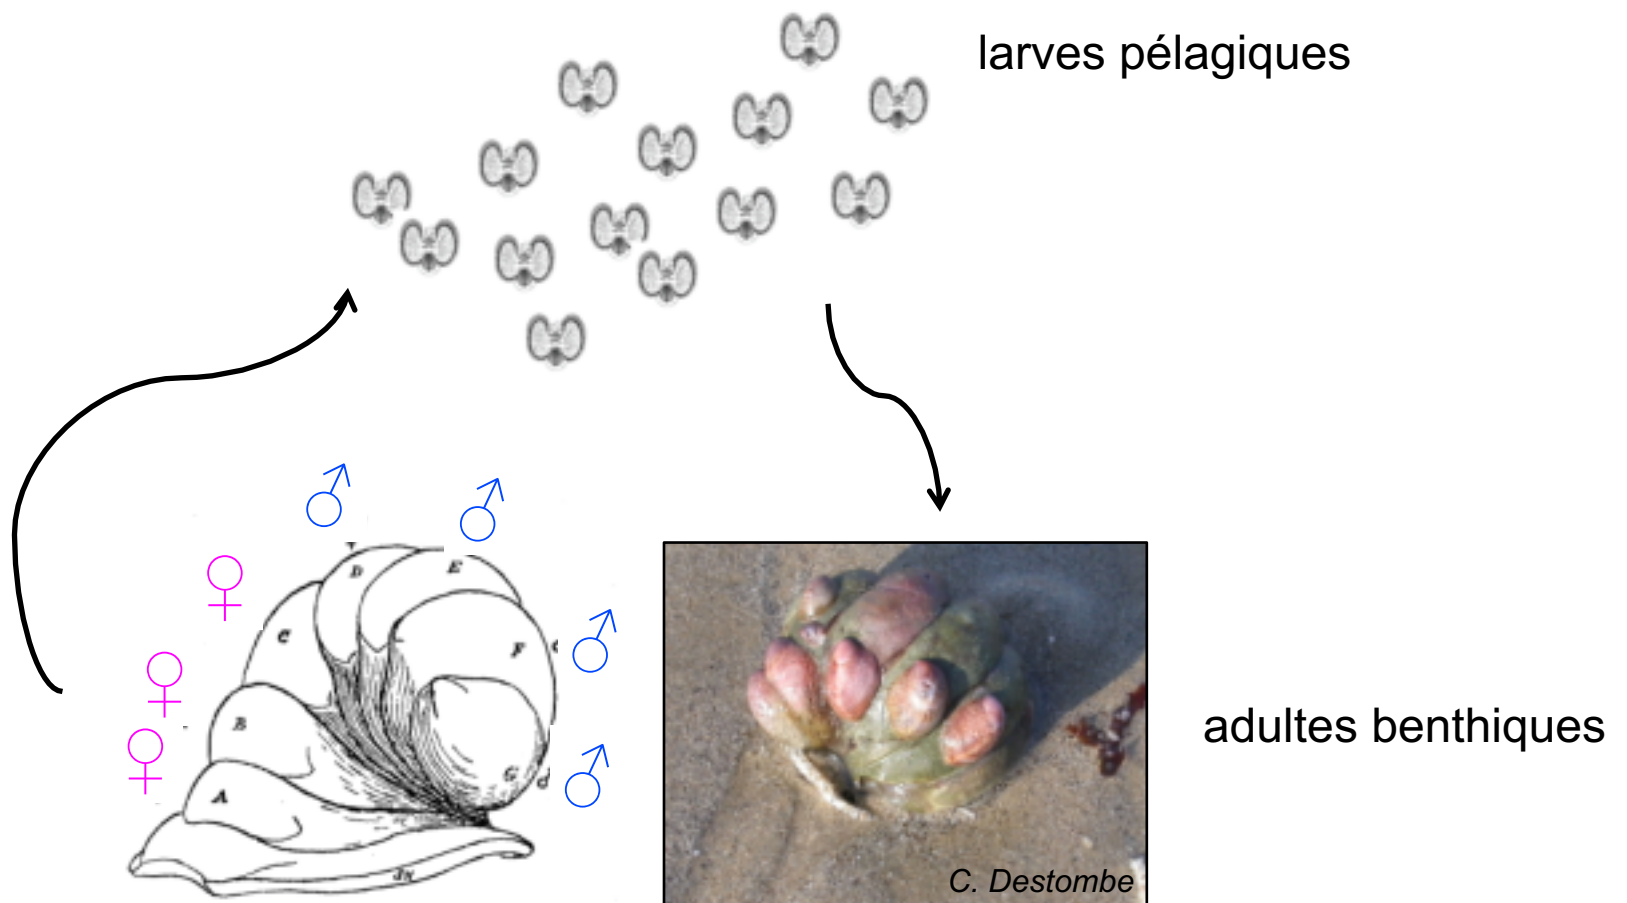 larves pélagiques
D
E
C
F
B
A
G
adultes benthiques
C. Destombe